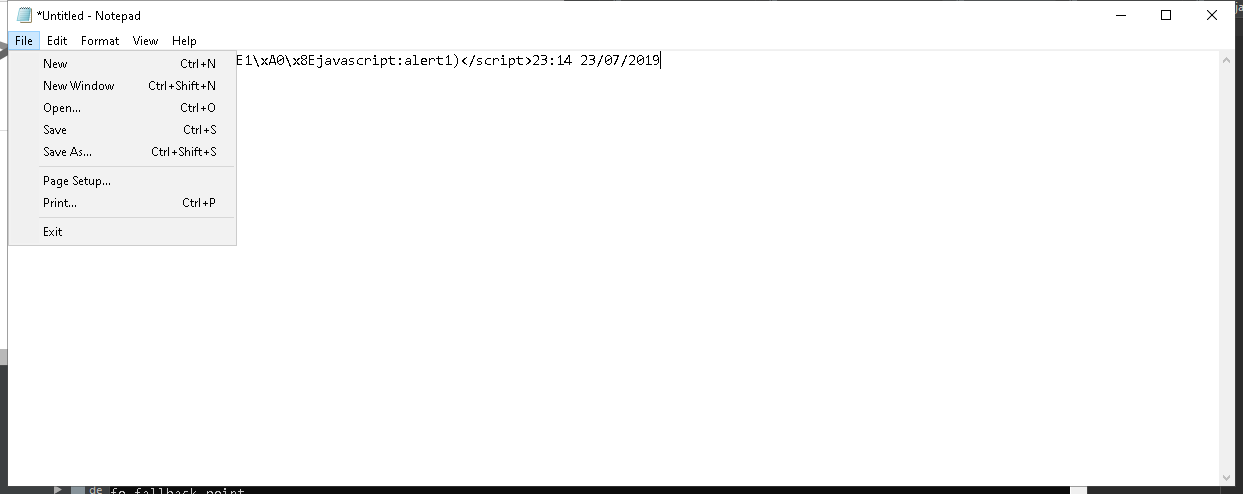 *Untitled - Notepad
File Edit Format View Help
E1\xA0\x8Ejavascript:alert1)</script>23:14 23/07/2019
New Ctrl+N
New Window Ctrl+Shift+N
Open... Ctrl+O
Save Ctrl+S
Save As... Ctrl+Shift+S
Page Setup...
Print... Ctrl+P
Exit
de fo fallback point